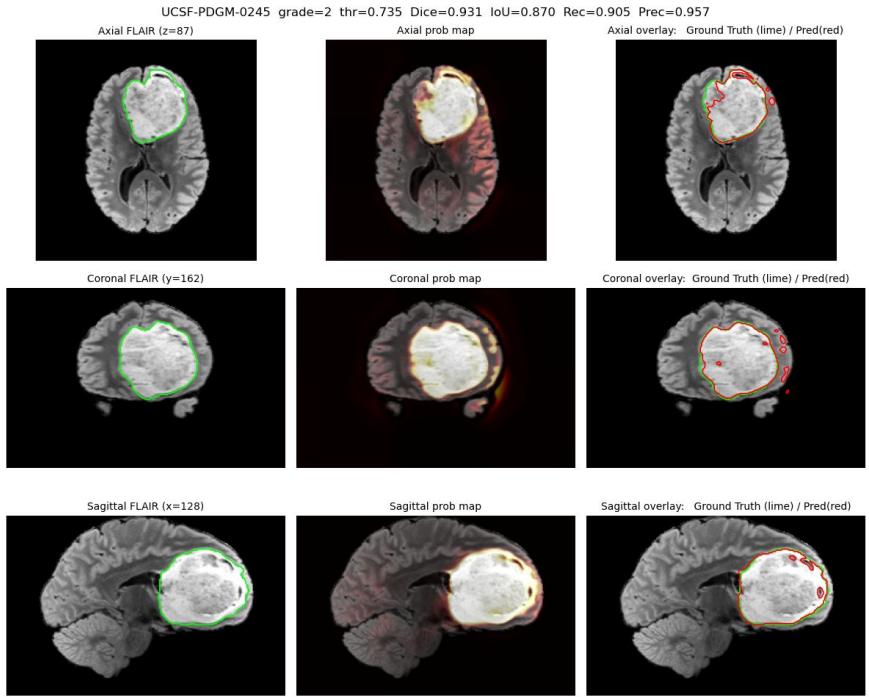 UCSF-PDGM-0245  grade=2  thr=0.735  Dice=0.931  IoU=0.870  Rec=0.905  Prec=0.957
Axial FLAIR (z=87)
Axial prob map
Axial overlay:   Ground Truth (lime) / Pred(red)
Coronal FLAIR (y=162)
Coronal prob map
Coronal overlay:  Ground Truth (lime) / Pred(red)
Sagittal FLAIR (x=128)
Sagittal prob map
Sagittal overlay:   Ground Truth (lime) / Pred(red)